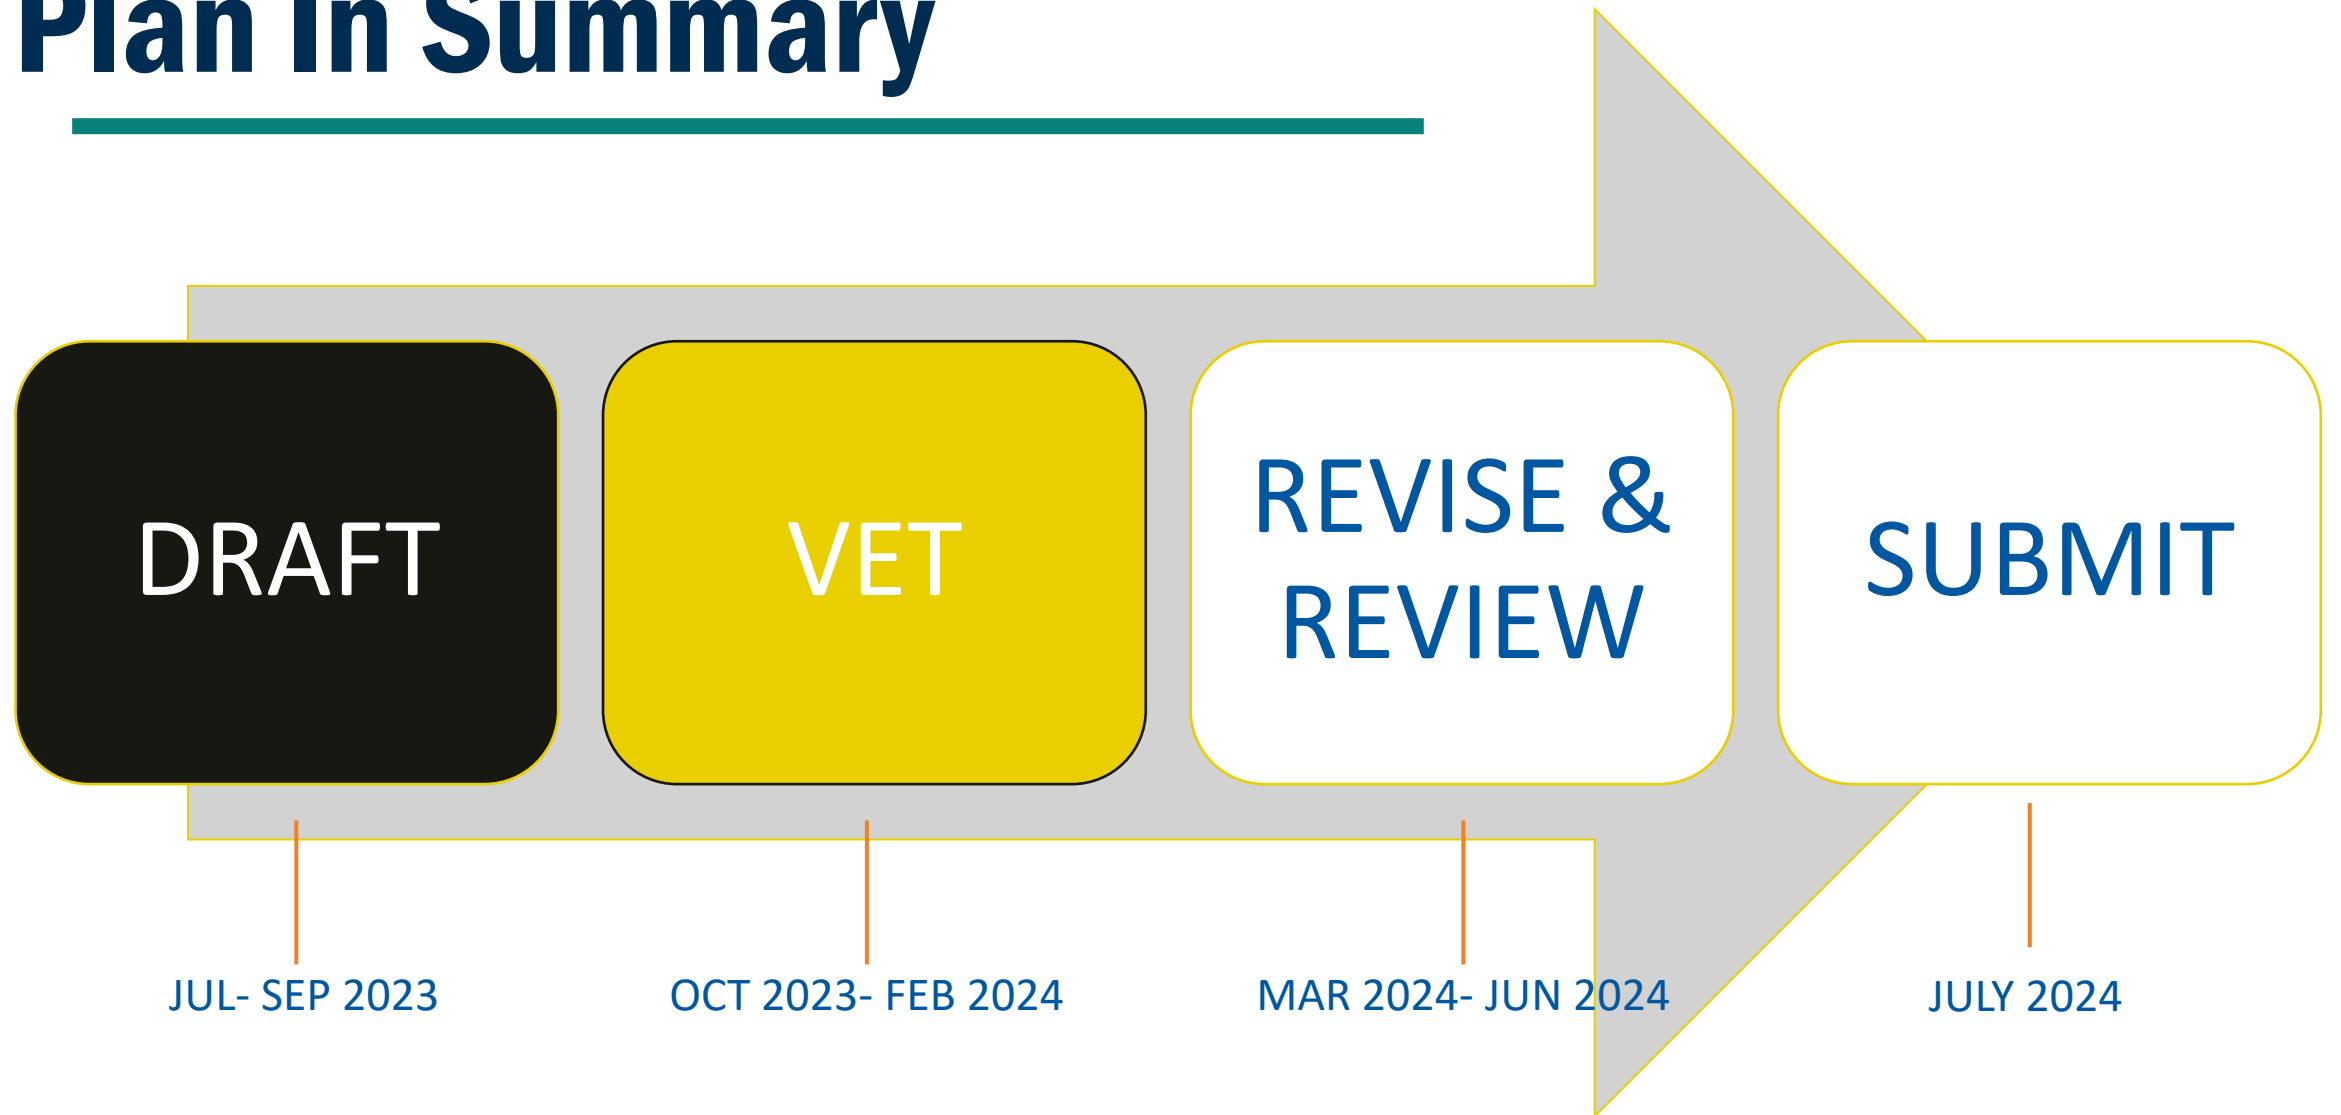 Plan In Summary
DRAFT
VET
REVISE &
REVIEW
SUBMIT
JUL- SEP 2023
OCT 2023- FEB 2024
MAR 2024- JUN 2024
JULY 2024